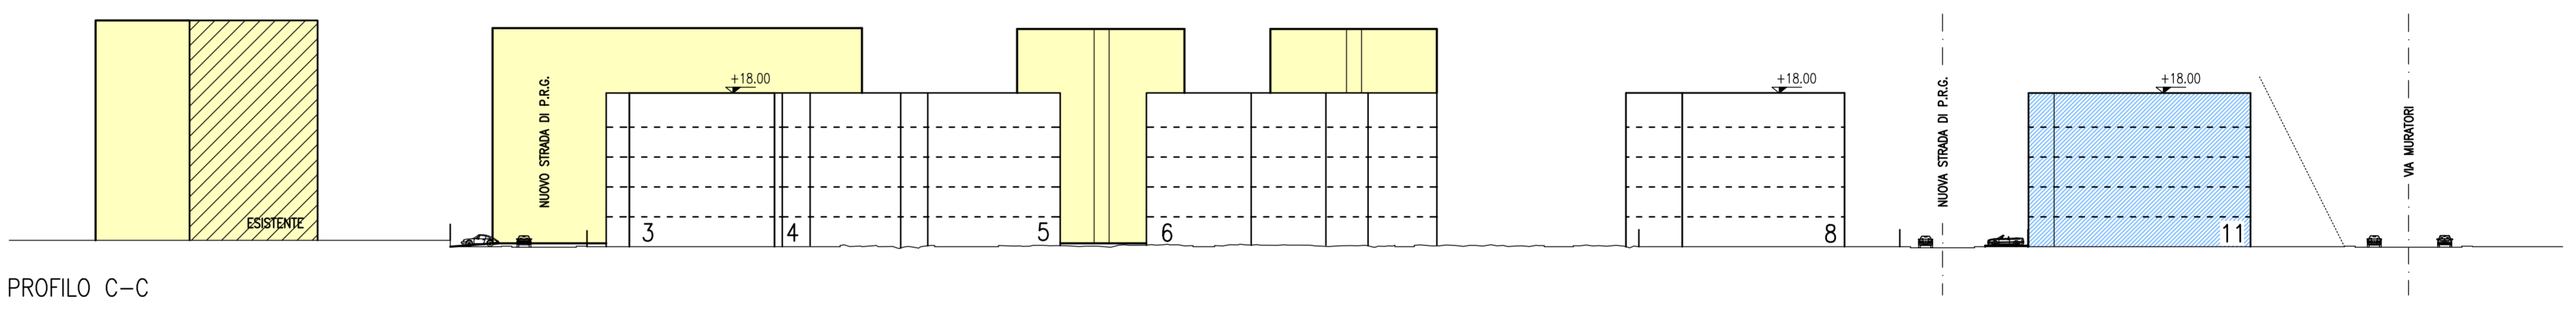 +18.00
+18.00
+18.00
NUOVO STRADA DI P.R.G.
NUOVA STRADA DI P.R.G.
VIA MURATORI
ESISTENTE
3
4
5
6
8
11
PROFILO C-C